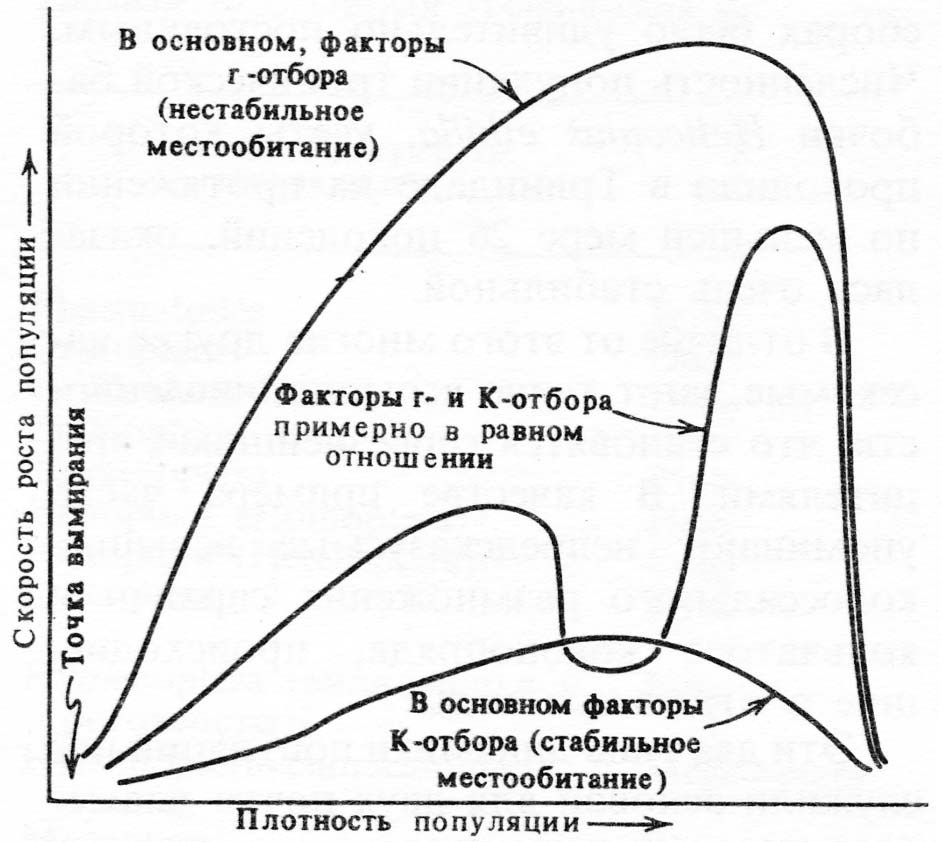 В основном, факторы
r-отбора
(нестабильное
местообитание)
Скорость роста популяции
Точка вымирания
Факторы r- и K-отбора
примерно в равном
отношении
В основном факторы
K-отбора (стабильное
местообитание)
Плотность популяции